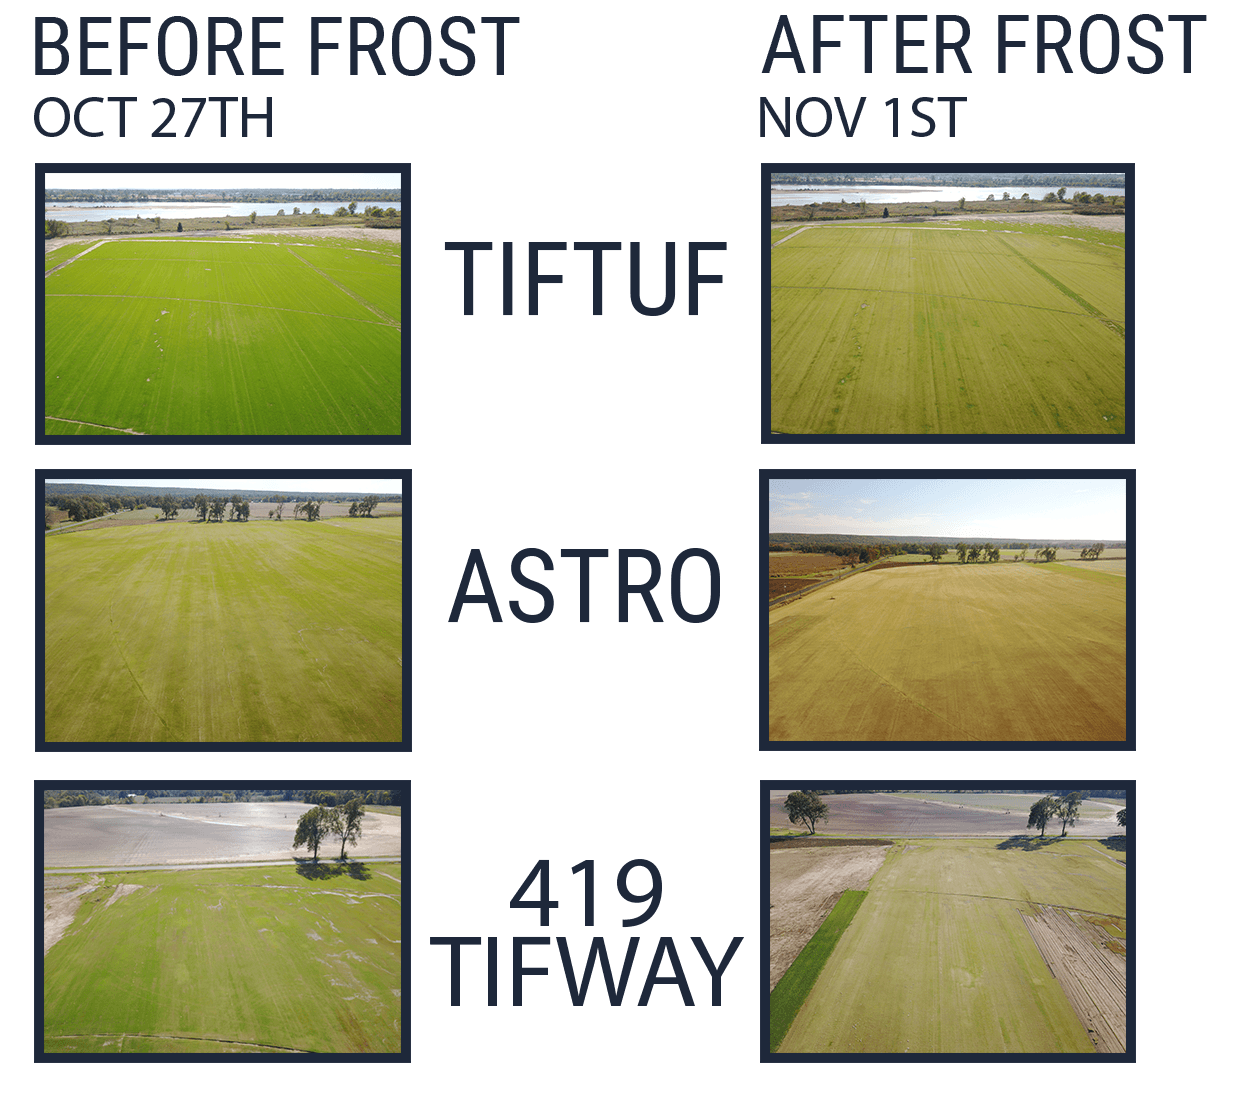 BEFORE FROST
OCT 27TH
AFTER FROST
NOV 1ST
TIFTUF
ASTRO
419
TIFWAY